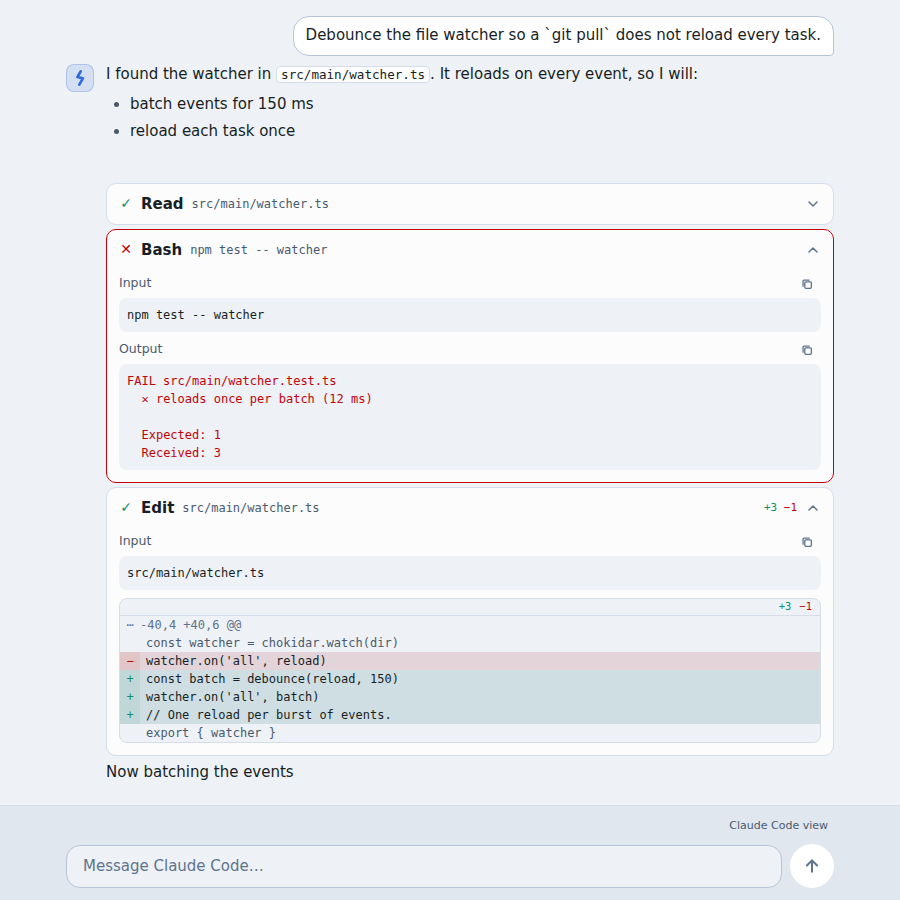 Debounce the file watcher so a `git pull` does not reload every task.
I found the watcher in src/main/watcher.ts. It reloads on every event, so I will:
• batch events for 150 ms
• reload each task once
✓ Read src/main/watcher.ts
✕ Bash npm test -- watcher
Input
npm test -- watcher
Output
FAIL src/main/watcher.test.ts
✕ reloads once per batch (12 ms)
Expected: 1
Received: 3
✓ Edit src/main/watcher.ts +3 −1
Input
src/main/watcher.ts
+3 −1
⋯ -40,4 +40,6 @@
const watcher = chokidar.watch(dir)
− watcher.on('all', reload)
+ const batch = debounce(reload, 150)
+ watcher.on('all', batch)
+ // One reload per burst of events.
export { watcher }
Now batching the events
Claude Code view
Message Claude Code…